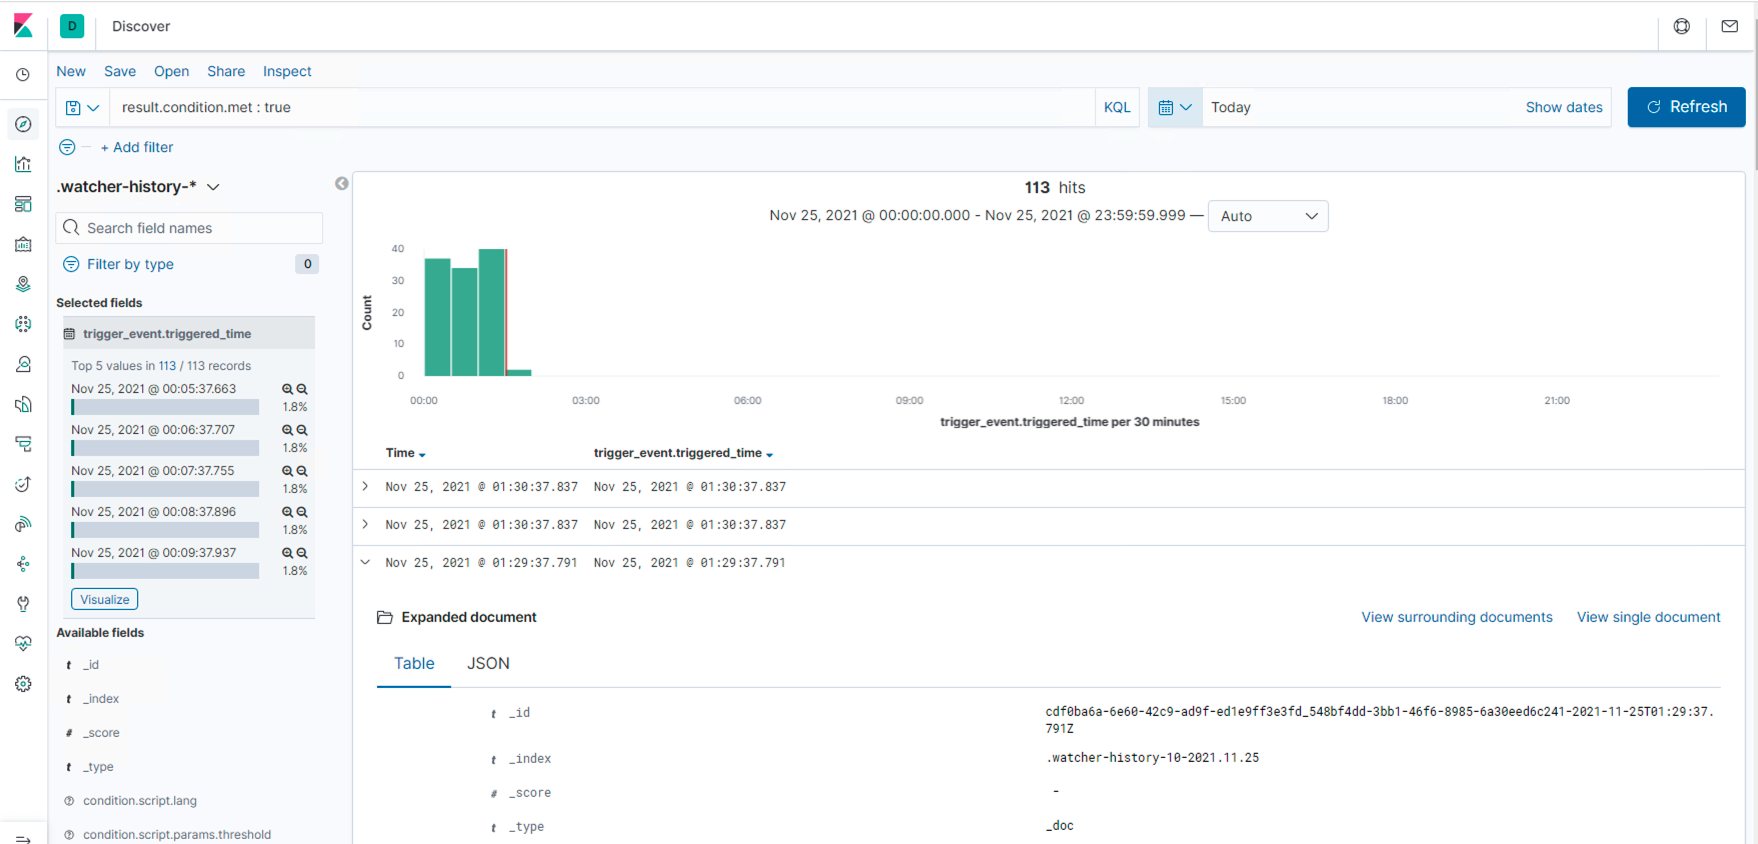 D Discover
New Save Open Share Inspect
result.condition.met : true KQL Today Show dates Refresh
+ Add filter
.watcher-history-*
Search field names
Filter by type 0
Selected fields
trigger_event.triggered_time
Top 5 values in 113 / 113 records
Nov 25, 2021 @ 00:05:37.663
1.8%
Nov 25, 2021 @ 00:06:37.707
1.8%
Nov 25, 2021 @ 00:07:37.755
1.8%
Nov 25, 2021 @ 00:08:37.896
1.8%
Nov 25, 2021 @ 00:09:37.937
1.8%
Visualize
Available fields
t _id
t _index
# _score
t _type
condition.script.lang
condition.script.params.threshold
113 hits
Nov 25, 2021 @ 00:00:00.000 - Nov 25, 2021 @ 23:59:59.999 — Auto
40
30
20
10
0
Count
00:00 03:00 06:00 09:00 12:00 15:00 18:00 21:00
trigger_event.triggered_time per 30 minutes
Time trigger_event.triggered_time
Nov 25, 2021 @ 01:30:37.837 Nov 25, 2021 @ 01:30:37.837
Nov 25, 2021 @ 01:30:37.837 Nov 25, 2021 @ 01:30:37.837
Nov 25, 2021 @ 01:29:37.791 Nov 25, 2021 @ 01:29:37.791
Expanded document View surrounding documents View single document
Table JSON
t _id cdf0ba6a-6e60-42c9-ad9f-ed1e9ff3e3fd_548bf4dd-3bb1-46f6-8985-6a30eed6c241-2021-11-25T01:29:37.
791Z
t _index .watcher-history-10-2021.11.25
# _score -
t _type _doc